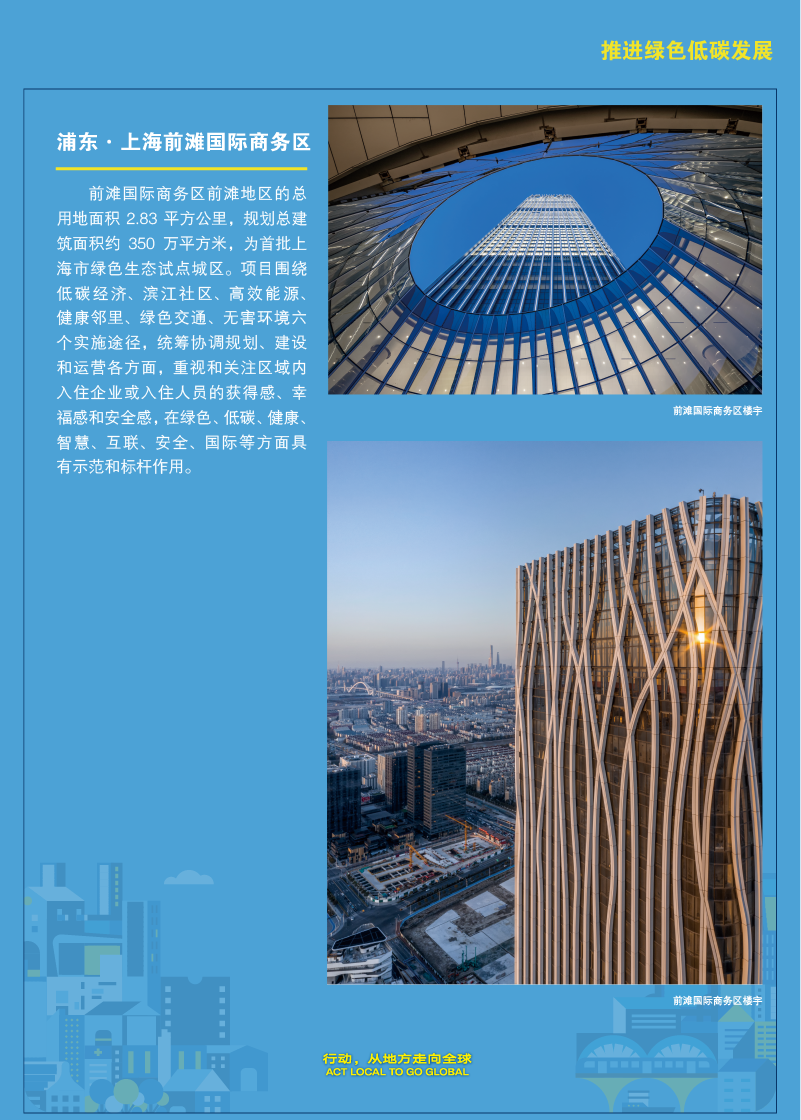 推进绿色低碳发展
浦东·上海前滩国际商务区
前滩国际商务区前滩地区的总
用地面积 2.83 平方公里，规划总建
筑面积约 350 万平方米，为首批上
海市绿色生态试点城区。项目围绕
低碳经济、滨江社区、高效能源、
健康邻里、绿色交通、无害环境六
个实施途径，统筹协调规划、建设
和运营各方面，重视和关注区域内
入住企业或入住人员的获得感、幸
福感和安全感，在绿色、低碳、健康、
智慧、互联、安全、国际等方面具
有示范和标杆作用。
前滩国际商务区楼宇
前滩国际商务区楼宇
行动，从地方走向全球
ACT LOCAL TO GO GLOBAL